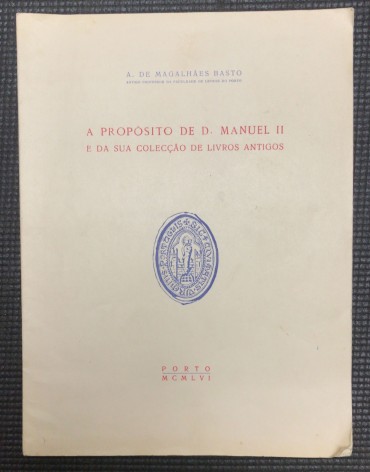 A. DE MAGALHÃES BASTO
A PROPÓSITO DE D. MANUEL II
E DA SUA COLECÇÃO DE LIVROS ANTIGOS
PORTO
MCMLVI